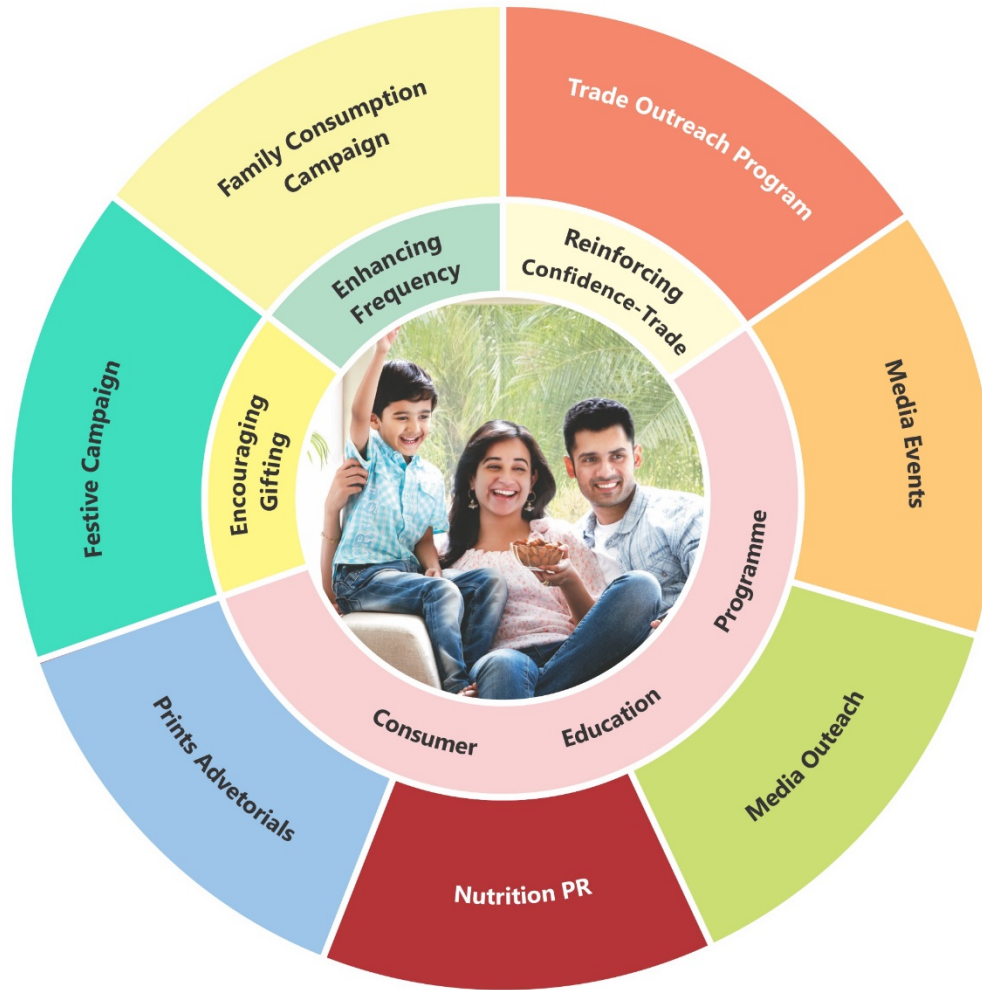 Family Consumption
Campaign
Trade Outreach Program
Enhancing
Frequency
Reinforcing
Confidence-Trade
Media Events
Festive Campaign
Encouraging
Gifting
Consumer Education Programme
Media Outeach
Prints Advetorials
Nutrition PR